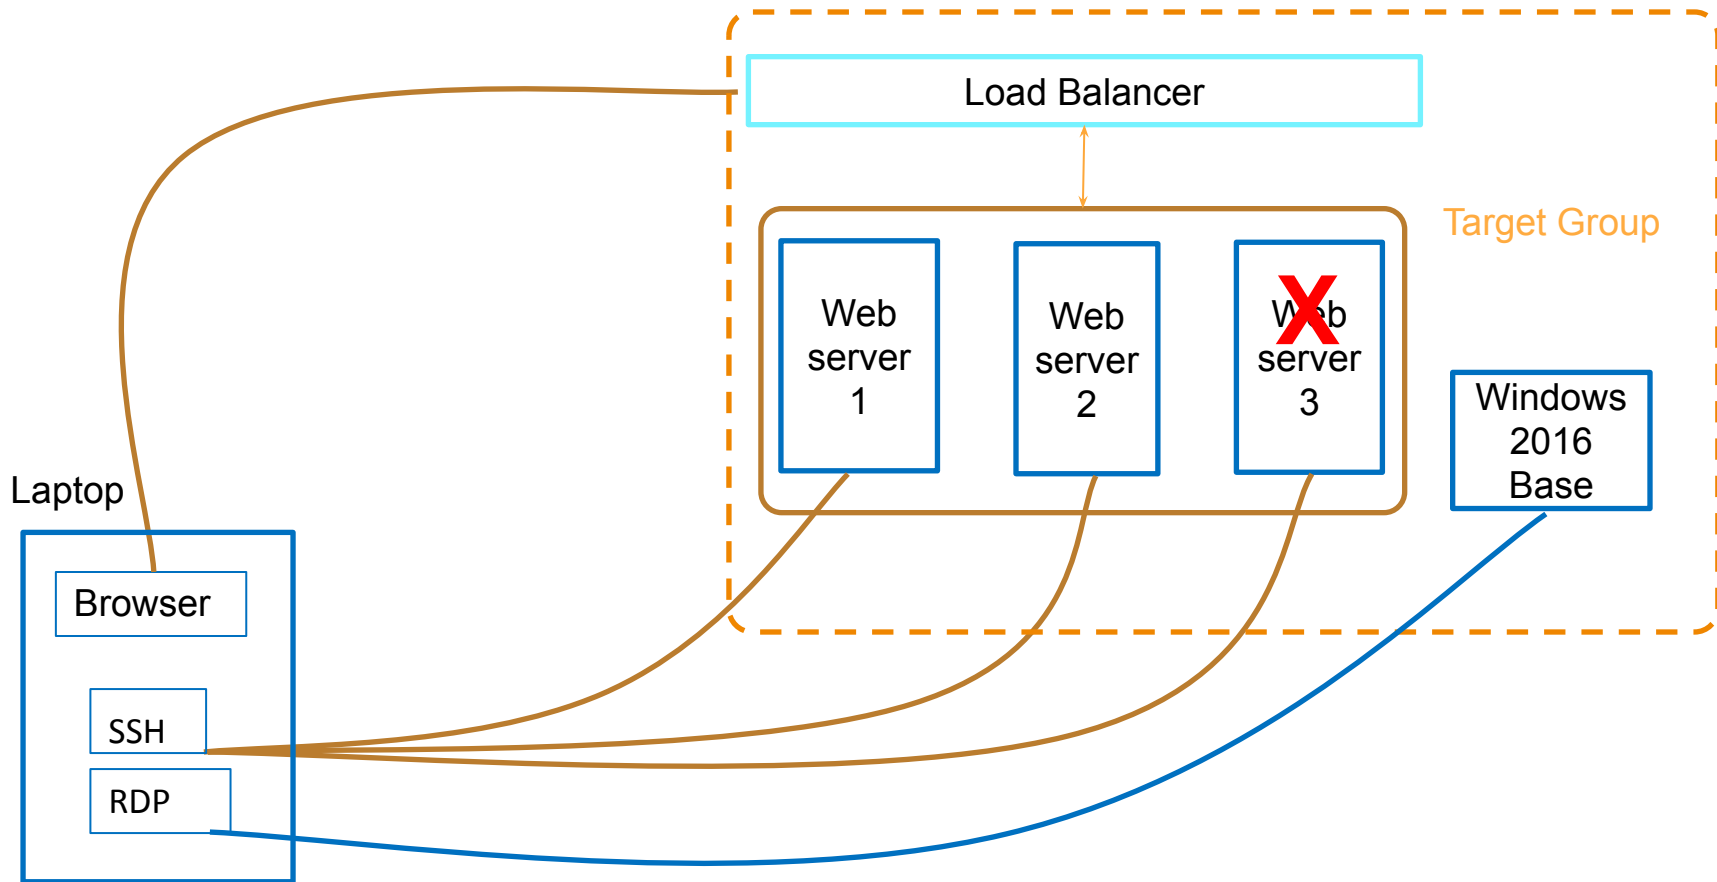 Load Balancer
Target Group
Web
server
1
Web
server
2
Web
server
3
X
Windows
2016
Base
Laptop
Browser
SSH
RDP